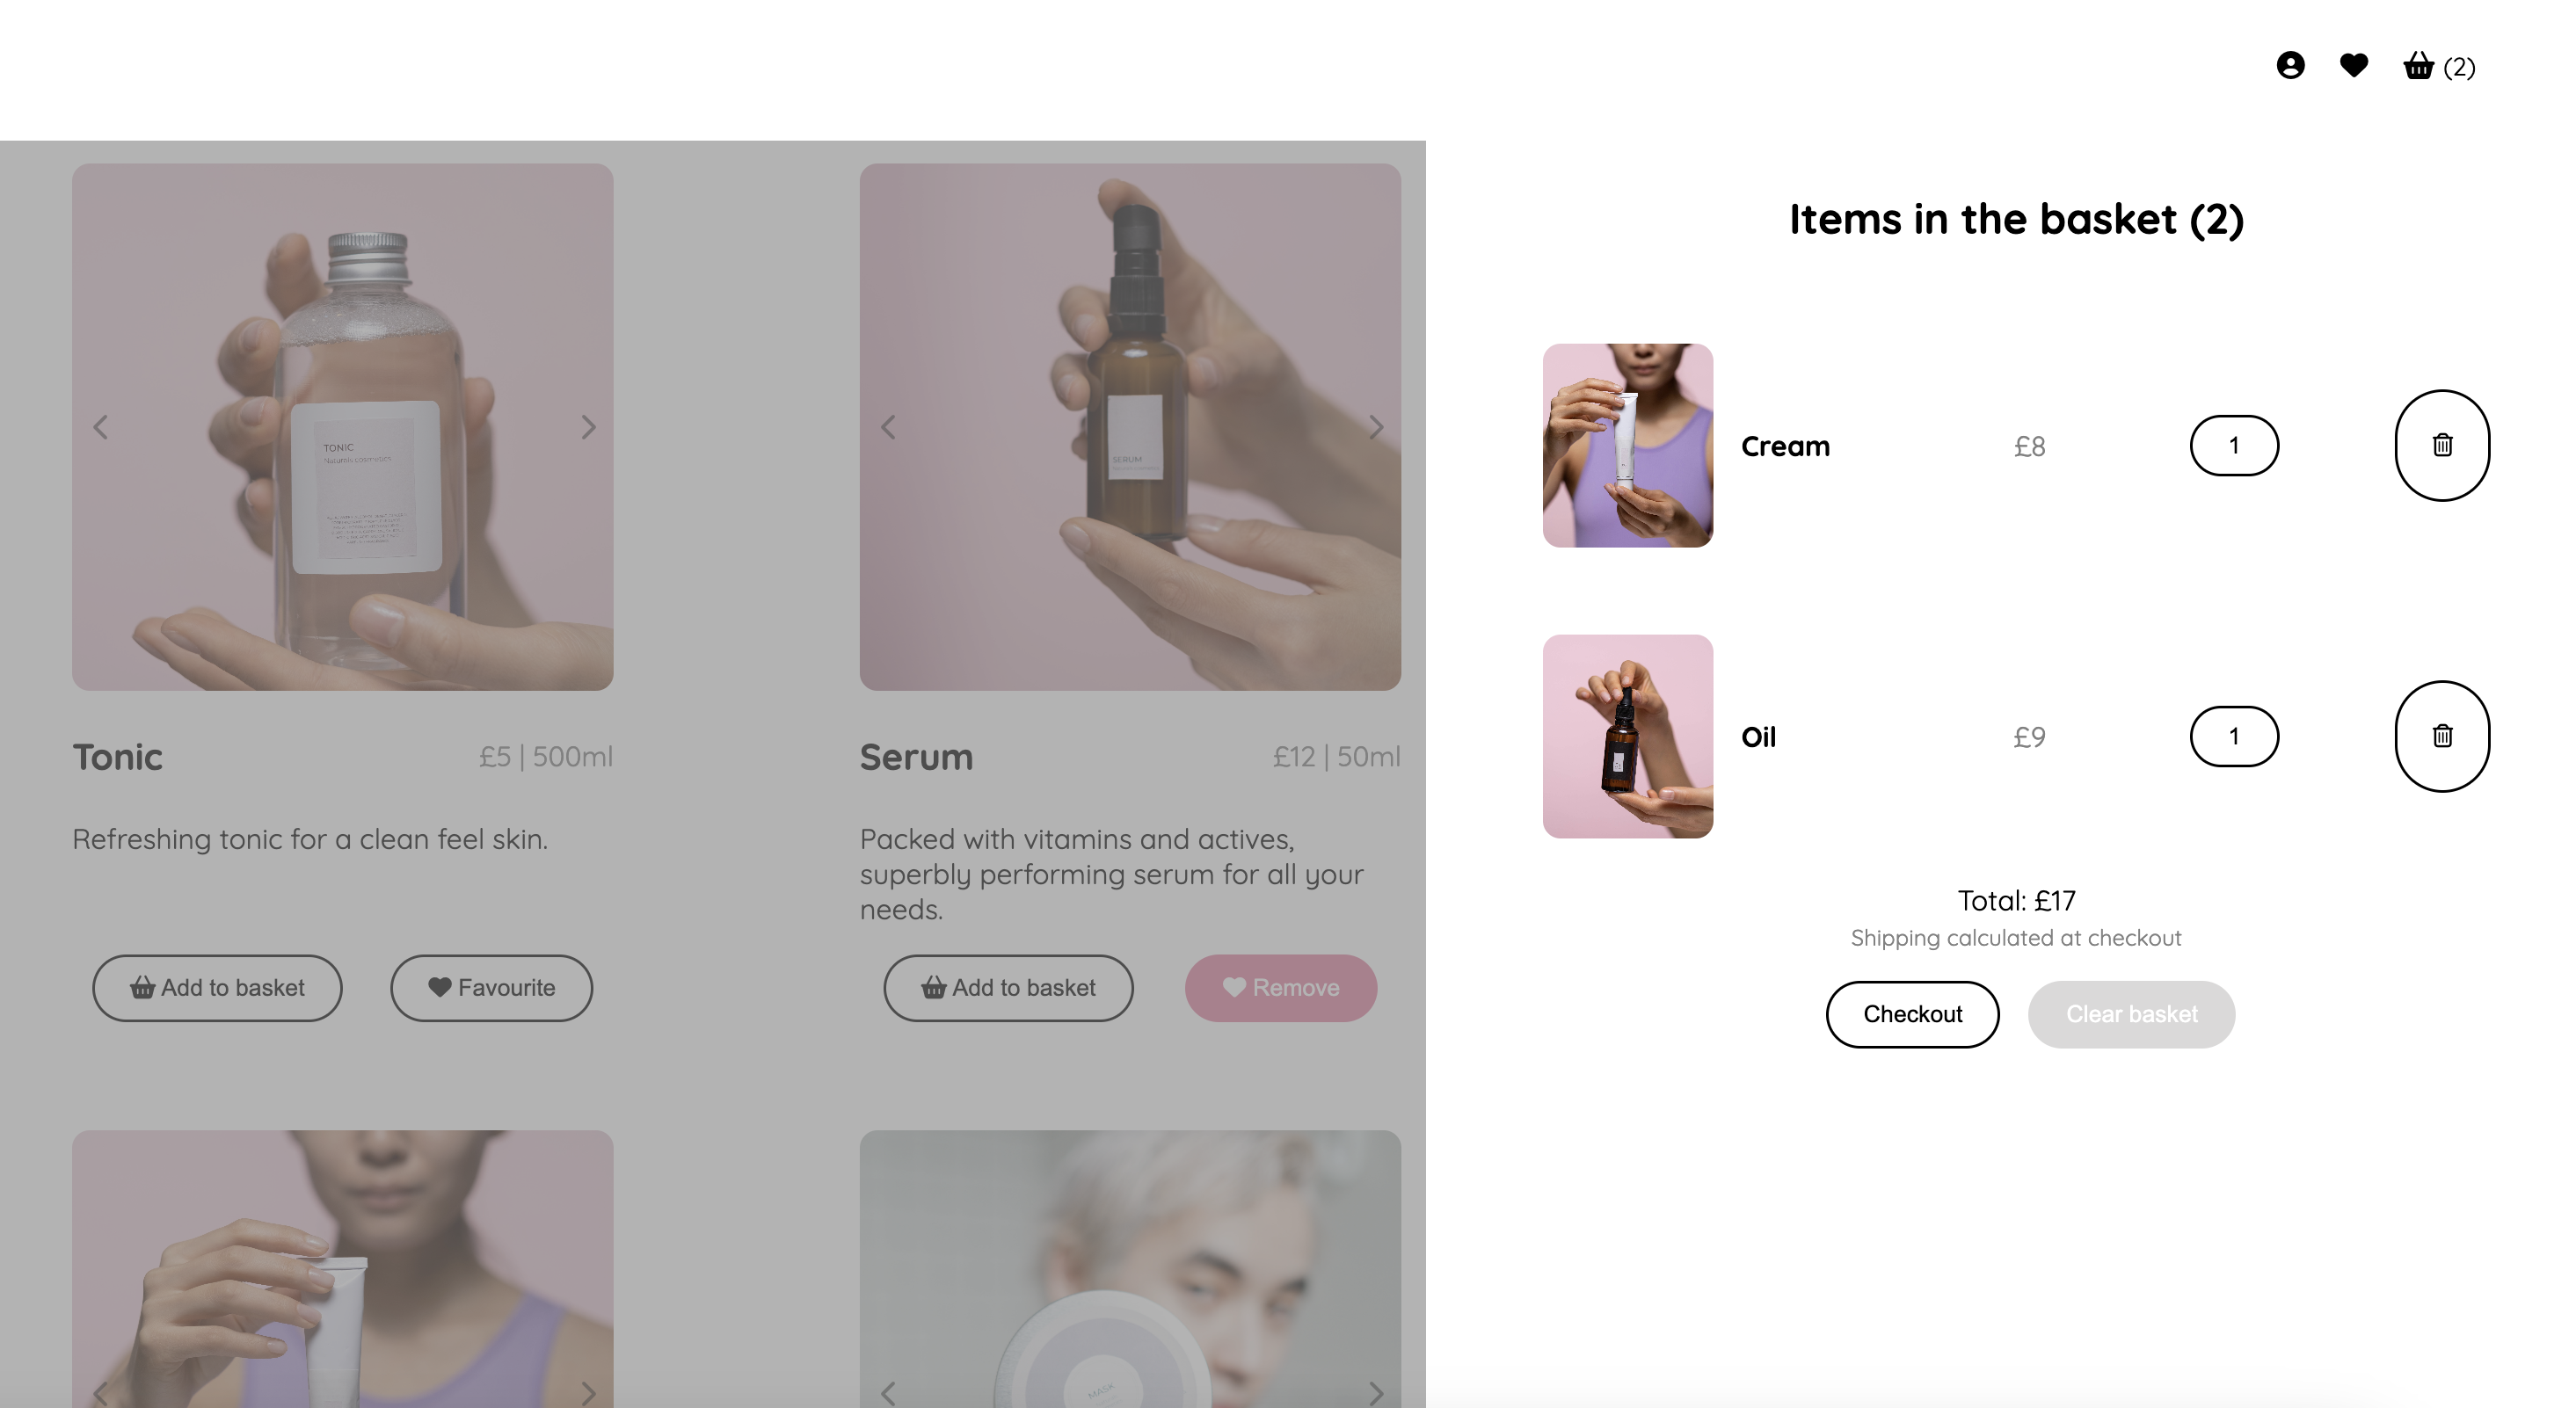 (2)
TONIC
Naturals cosmetics
SERUM
Tonic
£5 | 500ml
Refreshing tonic for a clean feel skin.
Add to basket
Favourite
Serum
£12 | 50ml
Packed with vitamins and actives,
superbly performing serum for all your
needs.
Add to basket
Remove
MASK
Items in the basket (2)
Cream
£8
1
Oil
£9
1
Total: £17
Shipping calculated at checkout
Checkout
Clear basket